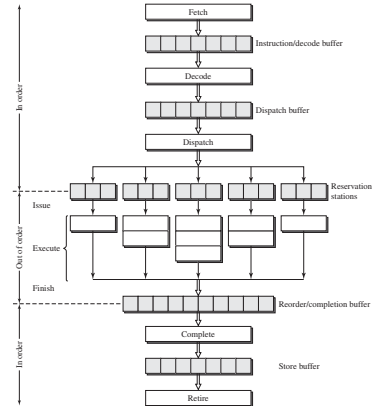 Fetch
Instruction/decode buffer
Decode
Dispatch buffer
Dispatch
In order
Reservation
stations
Issue
Execute
Finish
Out of order
Reorder/completion buffer
Complete
Store buffer
Retire
In order